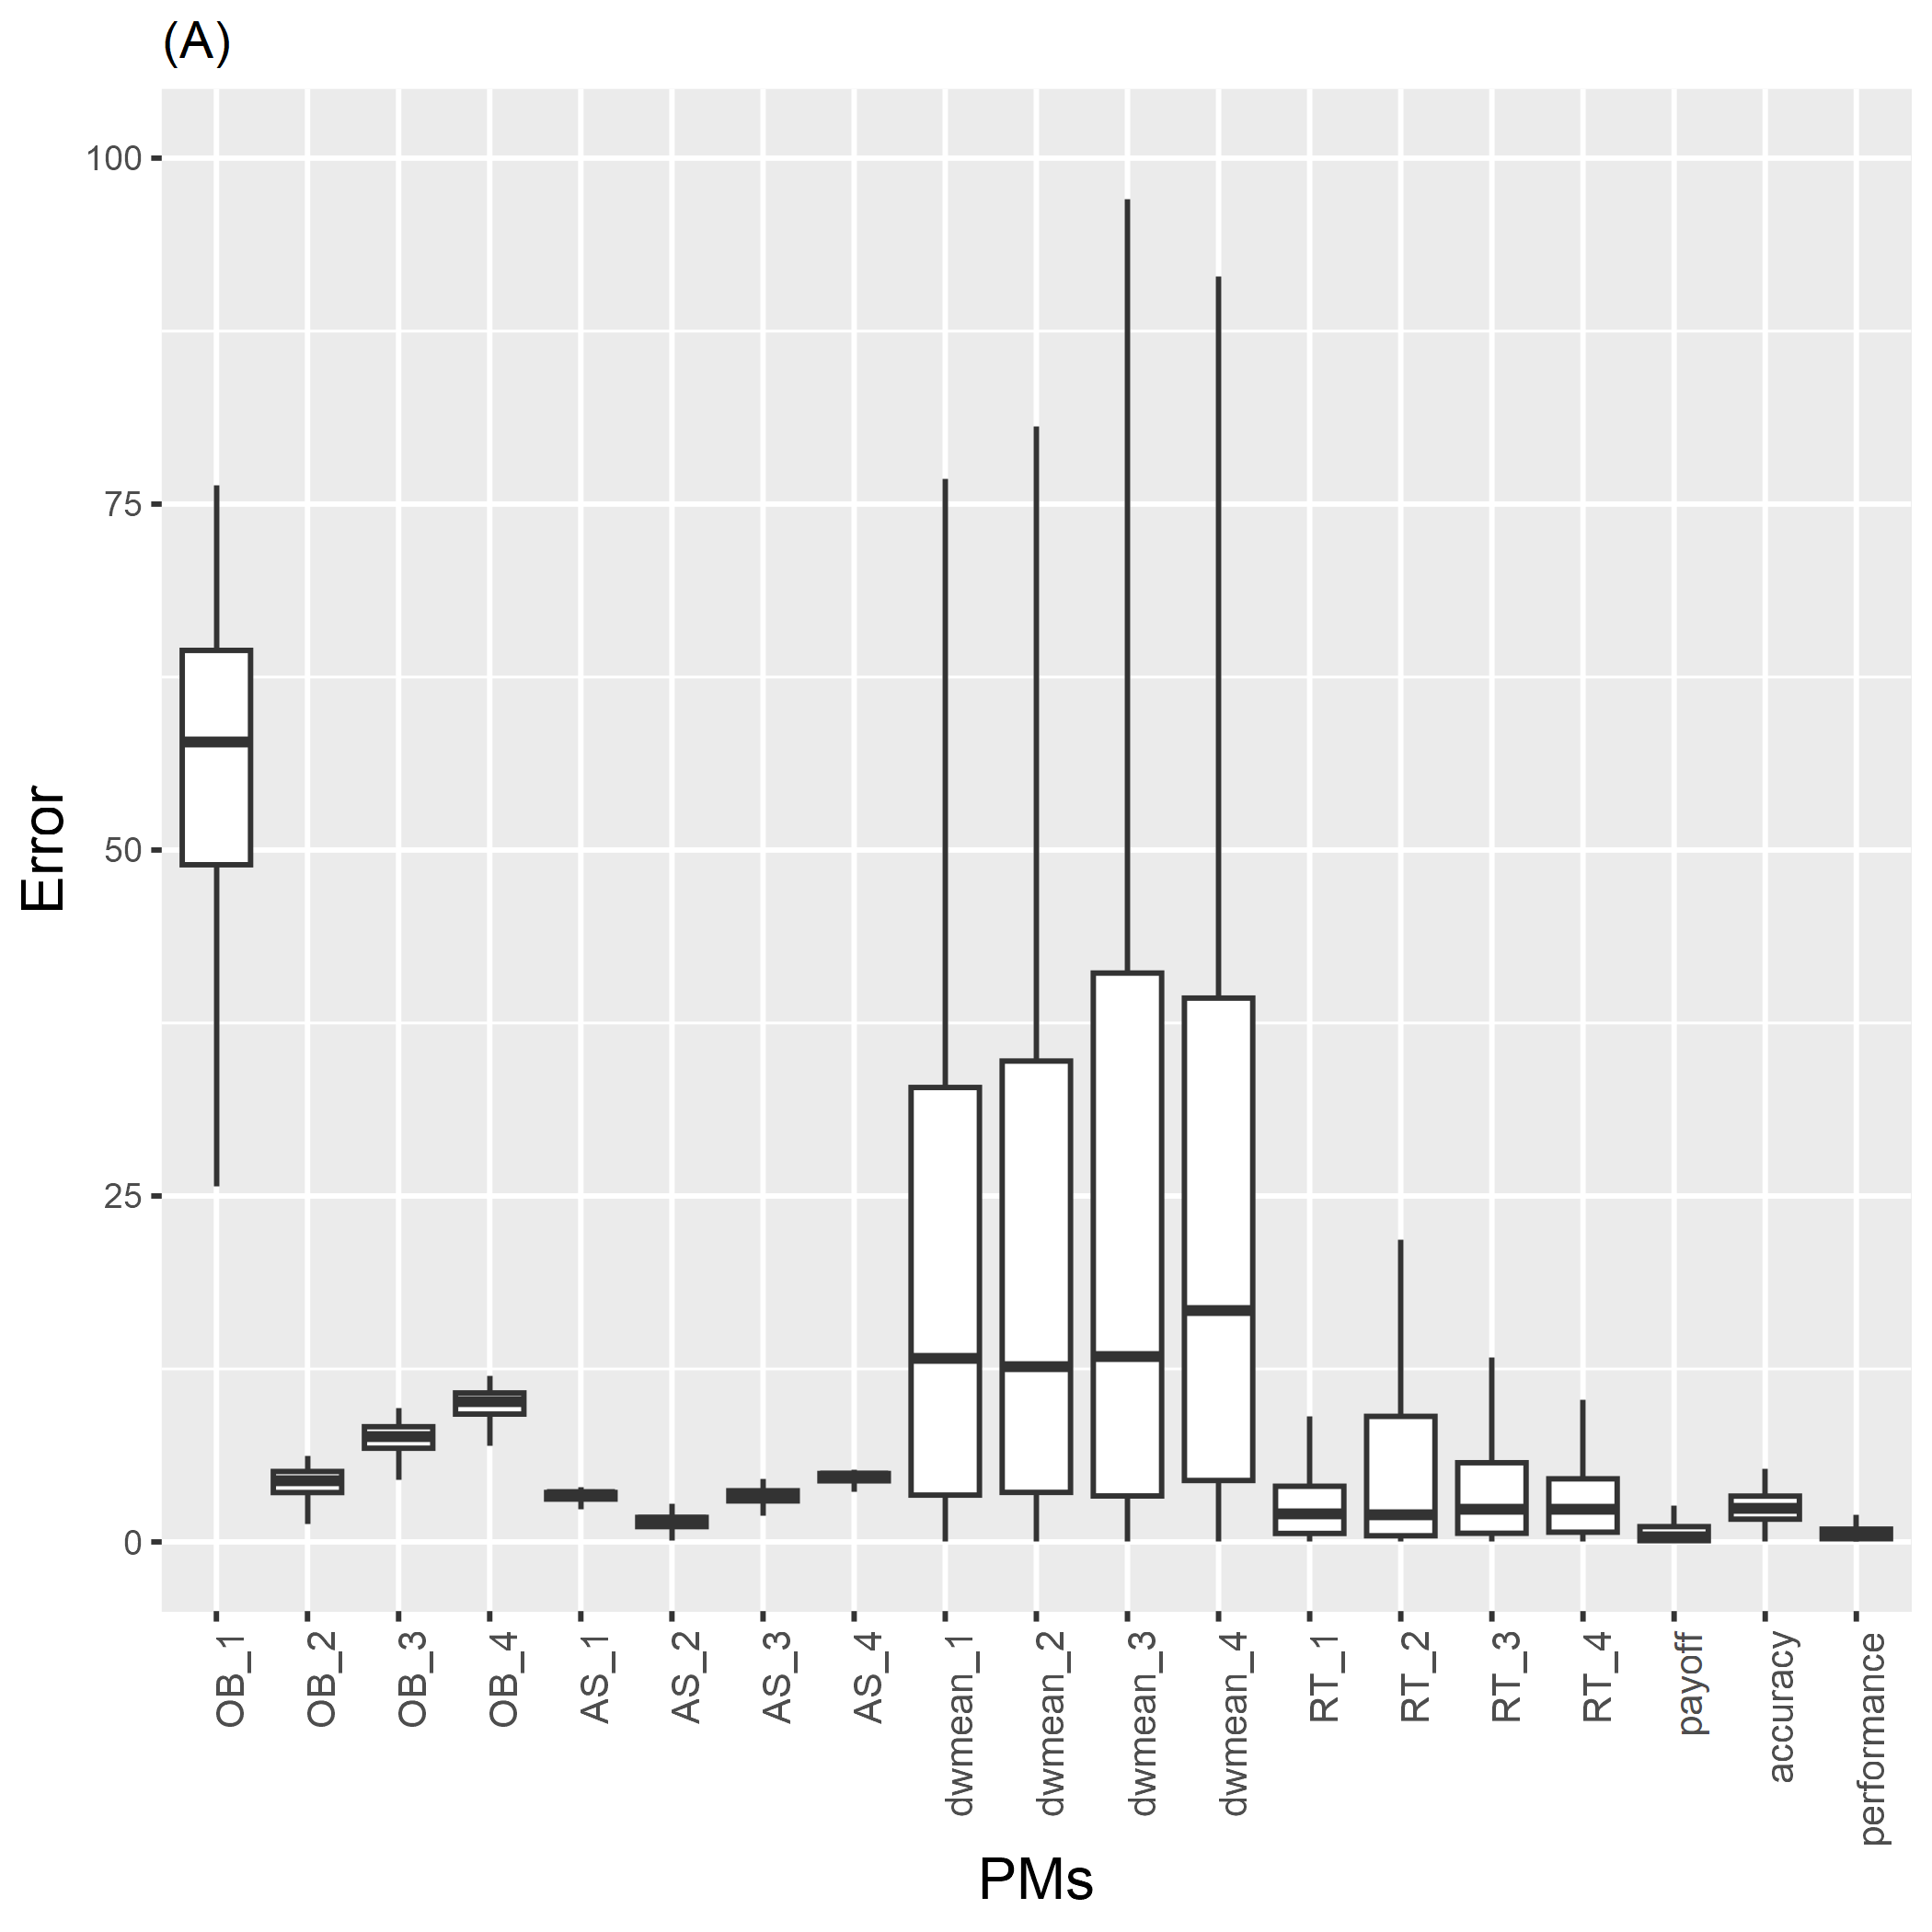 (A)
Error
100
75
50
25
0
OB_1
OB_2
OB_3
OB_4
AS_1
AS_2
AS_3
AS_4
dwmean_1
dwmean_2
dwmean_3
dwmean_4
RT_1
RT_2
RT_3
RT_4
payoff
accuracy
performance
PMs